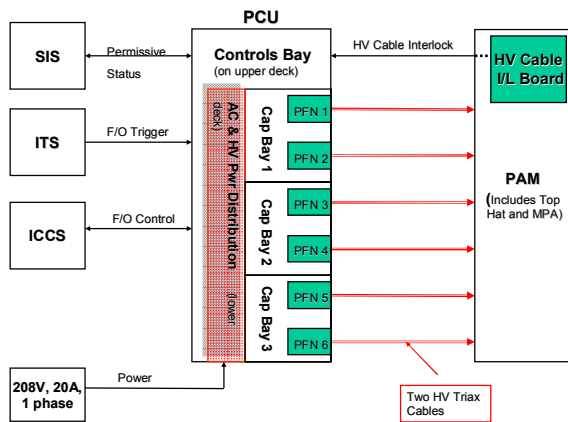 PCU
SIS
Permissive
Status
Controls Bay
(on upper deck)
HV Cable Interlock
HV Cable
I/L Board
ITS
F/O Trigger
ICCS
F/O Control
AC & HV Pwr Distribution
(lower
deck)
Cap Bay 1
PFN 1
PFN 2
Cap Bay 2
PFN 3
PFN 4
Cap Bay 3
PFN 5
PFN 6
PAM
(Includes Top
Hat and MPA)
208V, 20A,
1 phase
Power
Two HV Triax
Cables